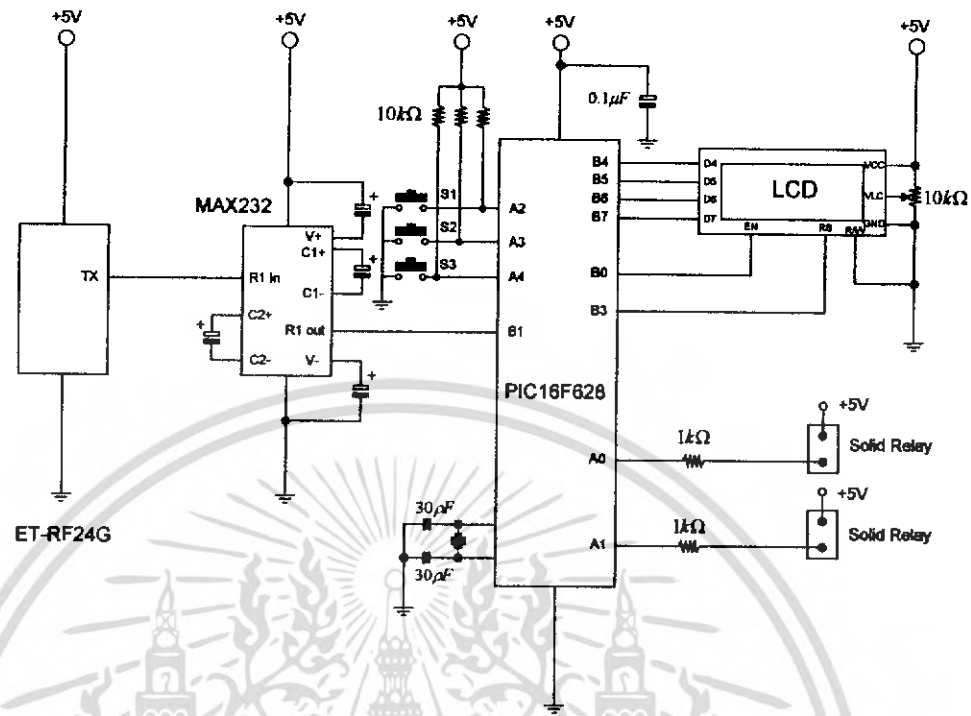 +5V
+5V
+5V
+5V
+5V
10kΩ
0.1μF
MAX232
V+
C1+
C1-
R1 In
R1 out
C2+
C2-
V-
TX
ET-RF24G
S1
S2
S3
A2
A3
A4
B1
PIC16F628
B4
B5
B6
B7
B0
B3
A0
A1
D4
D5
D6
D7
LCD
EN
RS
R/W
VCC
VLC
GND
10kΩ
1kΩ
+5V
Solid Relay
1kΩ
+5V
Solid Relay
30pF
30pF